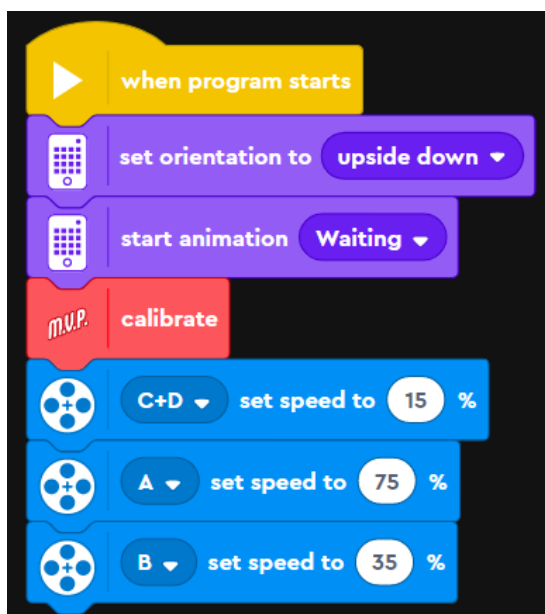 when program starts
set orientation to upside down
start animation Waiting
M.V.P. calibrate
C+D set speed to 15 %
A set speed to 75 %
B set speed to 35 %